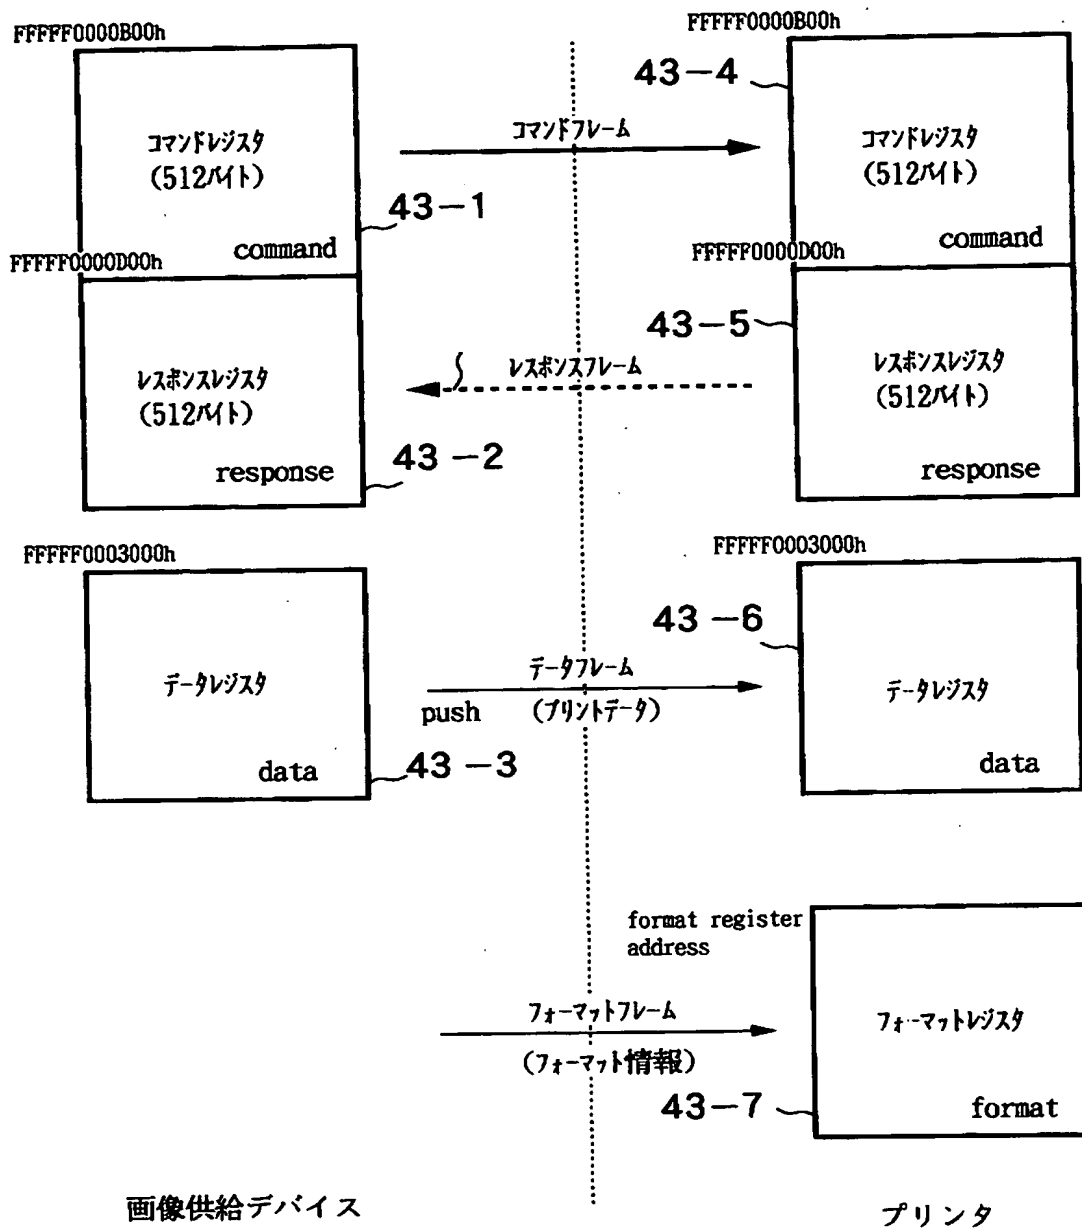 FFFFF0000B00h
コマンドレジスタ
(512バイト)
43-1
command
FFFFF0000D00h
レスポンスレジスタ
(512バイト)
43-2
response
FFFFF0003000h
データレジスタ
43-3
data
コマンドフレーム
レスポンスフレーム
データフレーム
push
(プリントデータ)
フォーマットフレーム
(フォーマット情報)
FFFFF0000B00h
43-4
コマンドレジスタ
(512バイト)
command
FFFFF0000D00h
43-5
レスポンスレジスタ
(512バイト)
response
FFFFF0003000h
43-6
データレジスタ
data
format register
address
フォーマットレジスタ
43-7
format
画像供給デバイス
プリンタ